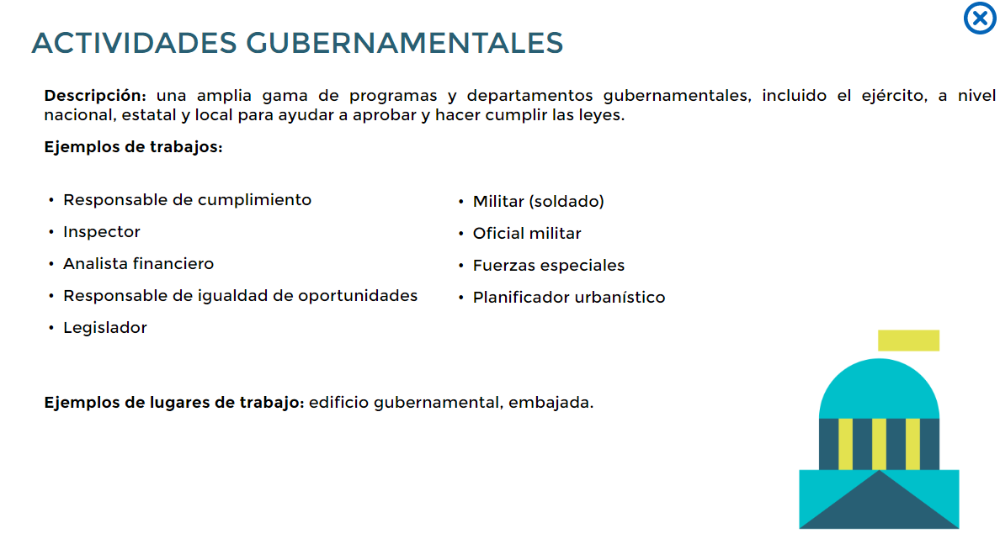 ACTIVIDADES GUBERNAMENTALES
Descripción: una amplia gama de programas y departamentos gubernamentales, incluido el ejército, a nivel
nacional, estatal y local para ayudar a aprobar y hacer cumplir las leyes.
Ejemplos de trabajos:
• Responsable de cumplimiento
• Inspector
• Analista financiero
• Responsable de igualdad de oportunidades
• Legislador
• Militar (soldado)
• Oficial militar
• Fuerzas especiales
• Planificador urbanístico
Ejemplos de lugares de trabajo: edificio gubernamental, embajada.